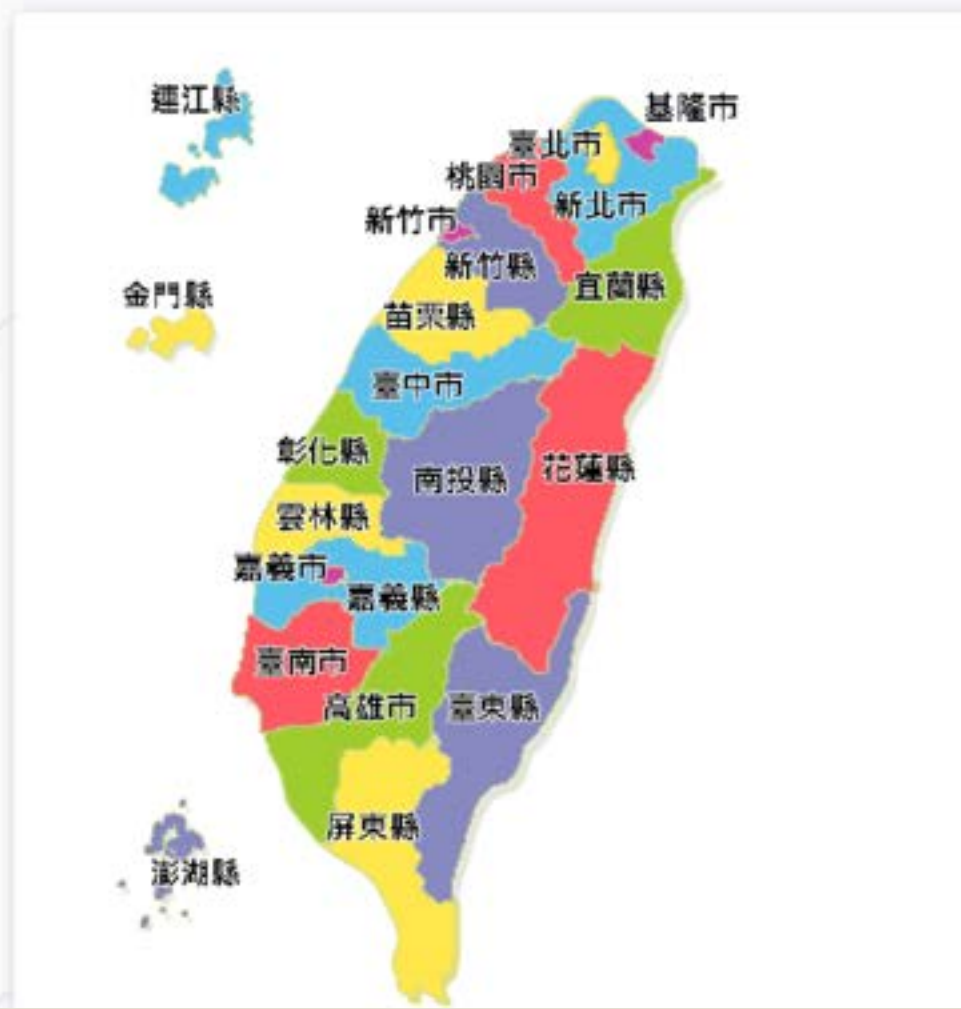 連江縣
基隆市
臺北市
桃園市
新北市
新竹市
新竹縣
宜蘭縣
金門縣
苗栗縣
臺中市
彰化縣
南投縣
花蓮縣
雲林縣
嘉義市
嘉義縣
臺南市
高雄市
臺東縣
屏東縣
澎湖縣